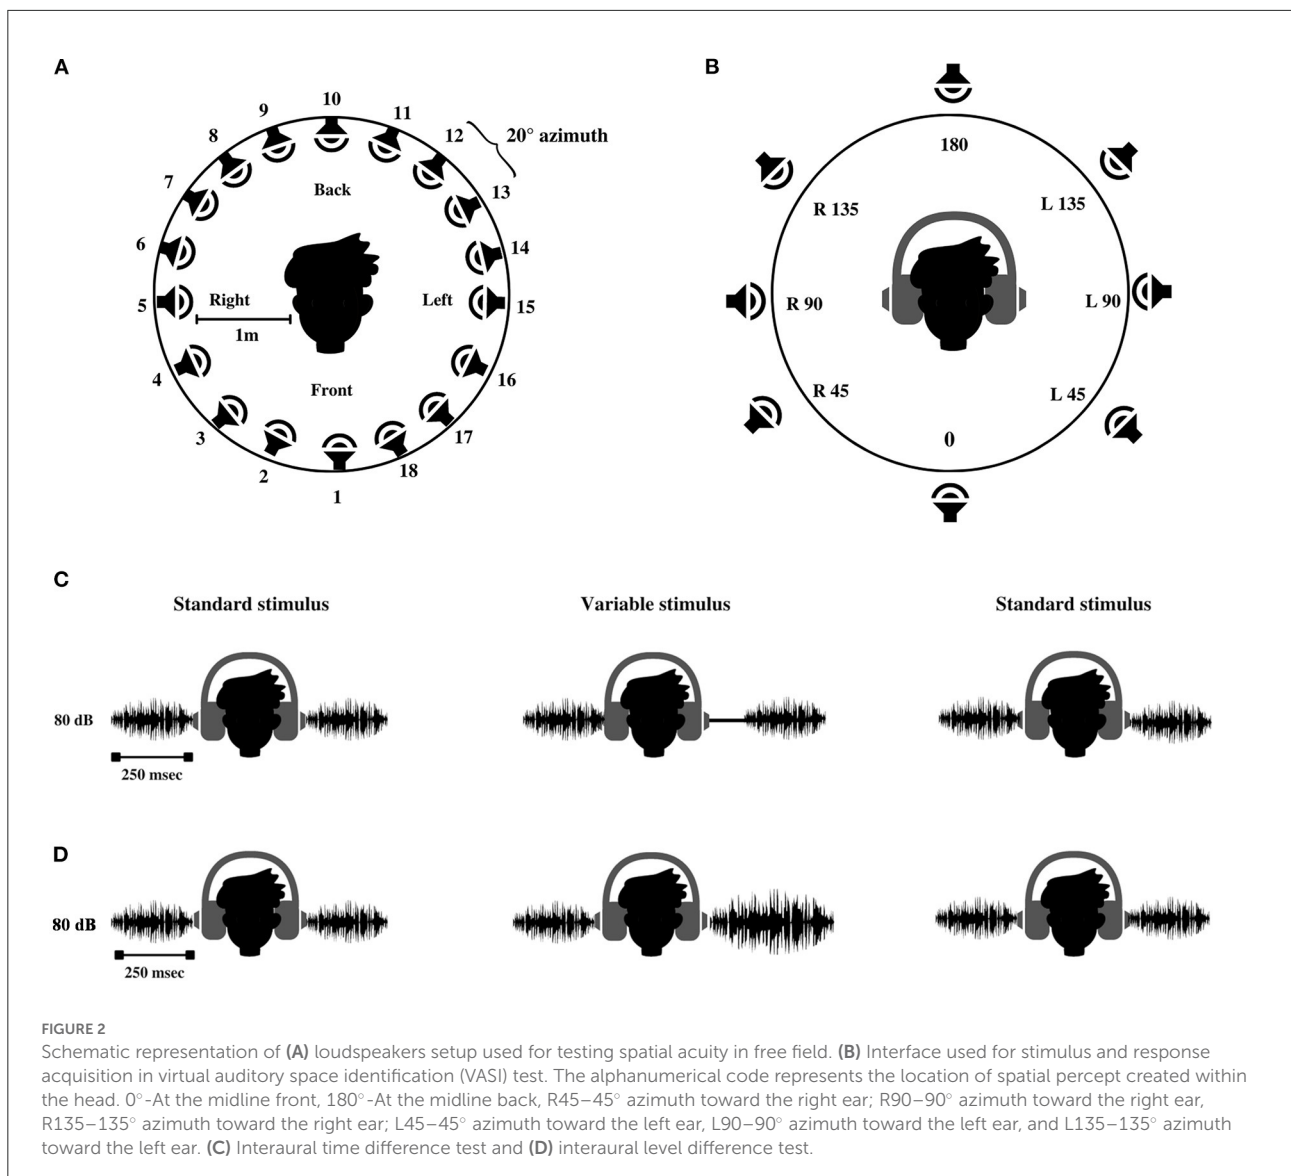 A
B
10
9
11
8
12
20° azimuth
7
13
Back
6
14
5
Right
Left
15
1m
4
16
Front
3
17
2
18
1
180
R 135
L 135
R 90
L 90
R 45
L 45
0
C
Standard stimulus
Variable stimulus
Standard stimulus
80 dB
250 msec
D
80 dB
250 msec
FIGURE 2
Schematic representation of (A) loudspeakers setup used for testing spatial acuity in free field. (B) Interface used for stimulus and response
acquisition in virtual auditory space identification (VASI) test. The alphanumerical code represents the location of spatial percept created within
the head. 0°-At the midline front, 180°-At the midline back, R45–45° azimuth toward the right ear; R90–90° azimuth toward the right ear,
R135–135° azimuth toward the right ear; L45–45° azimuth toward the left ear, L90–90° azimuth toward the left ear, and L135–135° azimuth
toward the left ear. (C) Interaural time difference test and (D) interaural level difference test.